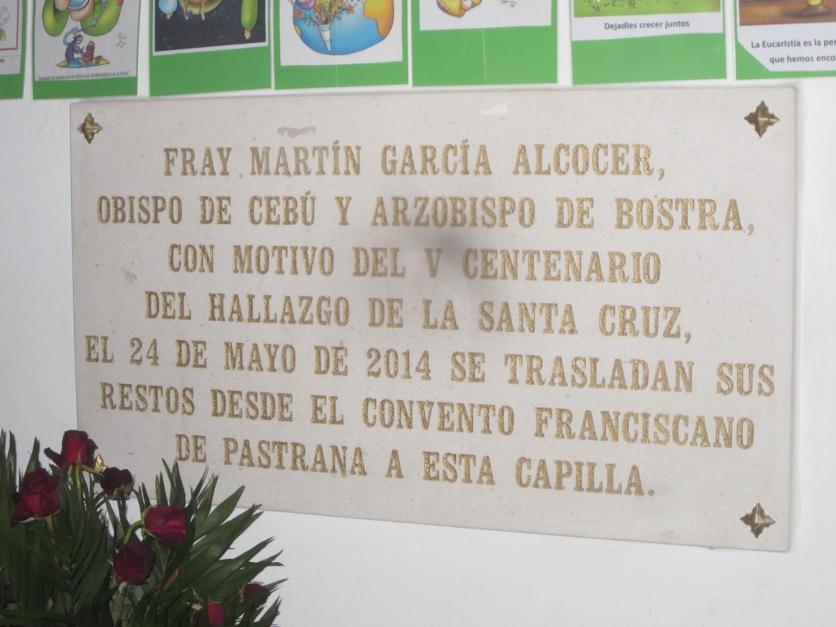 Dejadles crecer juntos
La Eucaristía es la
que hemos
FRAY MARTÍN GARCÍA ALCOCER,
OBISPO DE CEBÚ Y ARZOBISPO DE BOSTRA,
CON MOTIVO DEL V CENTENARIO
DEL HALLAZGO DE LA SANTA CRUZ,
EL 24 DE MAYO DE 2014 SE TRASLADAN SUS
RESTOS DESDE EL CONVENTO FRANCISCANO
DE PASTRANA A ESTA CAPILLA.